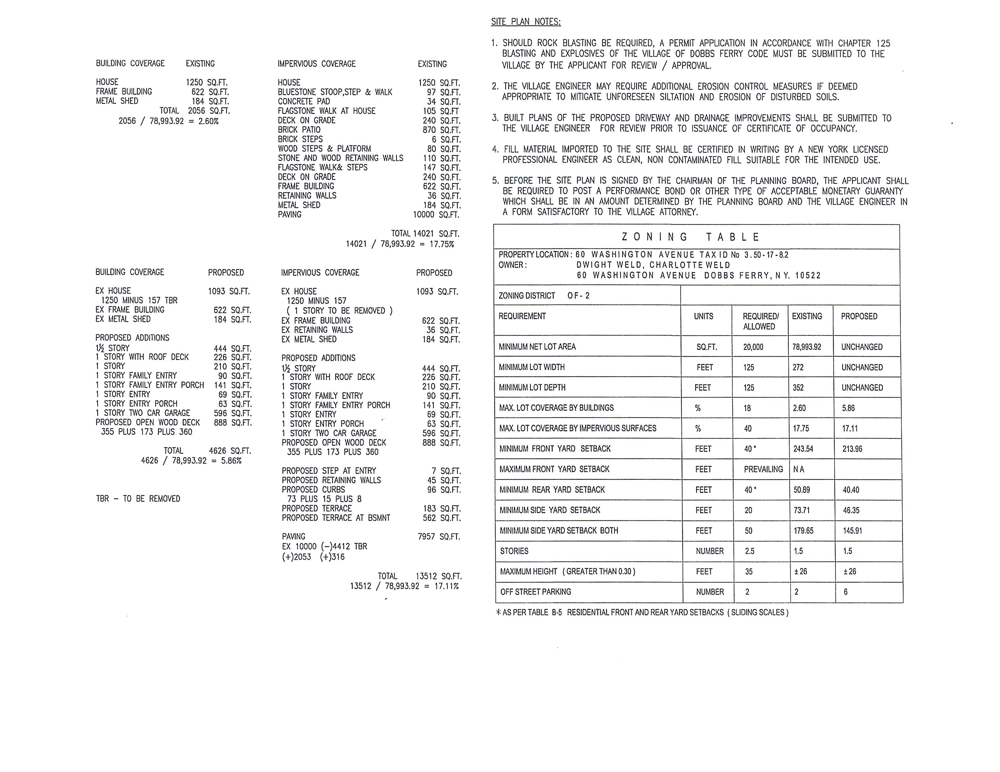 SITE PLAN NOTES:
1. SHOULD ROCK BLASTING BE REQUIRED, A PERMIT APPLICATION IN ACCORDANCE WITH CHAPTER 125
BLASTING AND EXPLOSIVES OF THE VILLAGE OF DOBBS FERRY CODE MUST BE SUBMITTED TO THE
VILLAGE BY THE APPLICANT FOR REVIEW / APPROVAL.
2. THE VILLAGE ENGINEER MAY REQUIRE ADDITIONAL EROSION CONTROL MEASURES IF DEEMED
APPROPRIATE TO MITIGATE UNFORESEEN SILTATION AND EROSION OF DISTURBED SOILS.
3. BUILT PLANS OF THE PROPOSED DRIVEWAY AND DRAINAGE IMPROVEMENTS SHALL BE SUBMITTED TO
THE VILLAGE ENGINEER FOR REVIEW PRIOR TO ISSUANCE OF CERTIFICATE OF OCCUPANCY.
4. FILL MATERIAL IMPORTED TO THE SITE SHALL BE CERTIFIED IN WRITING BY A NEW YORK LICENSED
PROFESSIONAL ENGINEER AS CLEAN, NON CONTAMINATED FILL SUITABLE FOR THE INTENDED USE.
5. BEFORE THE SITE PLAN IS SIGNED BY THE CHAIRMAN OF THE PLANNING BOARD, THE APPLICANT SHALL
BE REQUIRED TO POST A PERFORMANCE BOND OR OTHER TYPE OF ACCEPTABLE MONETARY GUARANTY
WHICH SHALL BE IN AN AMOUNT DETERMINED BY THE PLANNING BOARD AND THE VILLAGE ENGINEER IN
A FORM SATISFACTORY TO THE VILLAGE ATTORNEY.
BUILDING COVERAGE EXISTING
HOUSE 1250 SQ.FT.
FRAME BUILDING 622 SQ.FT.
METAL SHED 184 SQ.FT.
TOTAL 2056 SQ.FT.
2056 / 78,993.92 = 2.60%
IMPERVIOUS COVERAGE EXISTING
HOUSE 1250 SQ.FT.
BLUESTONE STOOP,STEP & WALK 97 SQ.FT.
CONCRETE PAD 34 SQ.FT.
FLAGSTONE WALK AT HOUSE 105 SQ.FT
DECK ON GRADE 240 SQ.FT.
BRICK PATIO 870 SQ.FT.
BRICK STEPS 6 SQ.FT.
WOOD STEPS & PLATFORM 80 SQ.FT.
STONE AND WOOD RETAINING WALLS 110 SQ.FT.
FLAGSTONE WALK& STEPS 147 SQ.FT.
DECK ON GRADE 240 SQ.FT.
FRAME BUILDING 622 SQ.FT.
RETAINING WALLS 36 SQ.FT.
METAL SHED 184 SQ.FT.
PAVING 10000 SQ.FT.
TOTAL 14021 SQ.FT.
14021 / 78,993.92 = 17.75%
BUILDING COVERAGE PROPOSED
EX HOUSE 1093 SQ.FT.
1250 MINUS 157 TBR
EX FRAME BUILDING 622 SQ.FT.
EX METAL SHED 184 SQ.FT.
PROPOSED ADDITIONS
1½ STORY 444 SQ.FT.
1 STORY WITH ROOF DECK 226 SQ.FT.
1 STORY 210 SQ.FT.
1 STORY FAMILY ENTRY 90 SQ.FT.
1 STORY FAMILY ENTRY PORCH 141 SQ.FT.
1 STORY ENTRY 69 SQ.FT.
1 STORY ENTRY PORCH 63 SQ.FT.
1 STORY TWO CAR GARAGE 596 SQ.FT.
PROPOSED OPEN WOOD DECK 888 SQ.FT.
355 PLUS 173 PLUS 360
TOTAL 4626 SQ.FT.
4626 / 78,993.92 = 5.86%
TBR – TO BE REMOVED
IMPERVIOUS COVERAGE PROPOSED
EX HOUSE 1093 SQ.FT.
1250 MINUS 157
( 1 STORY TO BE REMOVED )
EX FRAME BUILDING 622 SQ.FT.
EX RETAINING WALLS 36 SQ.FT.
EX METAL SHED 184 SQ.FT.
PROPOSED ADDITIONS
1½ STORY 444 SQ.FT.
1 STORY WITH ROOF DECK 226 SQ.FT.
1 STORY 210 SQ.FT.
1 STORY FAMILY ENTRY 90 SQ.FT.
1 STORY FAMILY ENTRY PORCH 141 SQ.FT.
1 STORY ENTRY 69 SQ.FT.
1 STORY ENTRY PORCH 63 SQ.FT.
1 STORY TWO CAR GARAGE 596 SQ.FT.
PROPOSED OPEN WOOD DECK 888 SQ.FT.
355 PLUS 173 PLUS 360
PROPOSED STEP AT ENTRY 7 SQ.FT.
PROPOSED RETAINING WALLS 45 SQ.FT.
PROPOSED CURBS 96 SQ.FT.
73 PLUS 15 PLUS 8
PROPOSED TERRACE 183 SQ.FT.
PROPOSED TERRACE AT BSMNT 562 SQ.FT.
PAVING 7957 SQ.FT.
EX 10000 (–)4412 TBR
(+)2053 (+)316
TOTAL 13512 SQ.FT.
13512 / 78,993.92 = 17.11%
ZONING TABLE
PROPERTY LOCATION: 60 WASHINGTON AVENUE TAX ID No 3.50-17-8.2
OWNER: DWIGHT WELD, CHARLOTTE WELD
60 WASHINGTON AVENUE DOBBS FERRY, N Y. 10522
ZONING DISTRICT OF-2
REQUIREMENT UNITS REQUIRED/ EXISTING PROPOSED
ALLOWED
MINIMUM NET LOT AREA SQ.FT. 20,000 78,993.92 UNCHANGED
MINIMUM LOT WIDTH FEET 125 272 UNCHANGED
MINIMUM LOT DEPTH FEET 125 352 UNCHANGED
MAX. LOT COVERAGE BY BUILDINGS % 18 2.60 5.86
MAX. LOT COVERAGE BY IMPERVIOUS SURFACES % 40 17.75 17.11
MINIMUM FRONT YARD SETBACK FEET 40 * 243.54 213.96
MAXIMUM FRONT YARD SETBACK FEET PREVAILING N A
MINIMUM REAR YARD SETBACK FEET 40 * 50.89 40.40
MINIMUM SIDE YARD SETBACK FEET 20 73.71 46.35
MINIMUM SIDE YARD SETBACK BOTH FEET 50 179.65 145.91
STORIES NUMBER 2.5 1.5 1.5
MAXIMUM HEIGHT ( GREATER THAN 0.30 ) FEET 35 ± 26 ± 26
OFF STREET PARKING NUMBER 2 2 6
* AS PER TABLE B-5 RESIDENTIAL FRONT AND REAR YARD SETBACKS ( SLIDING SCALES )